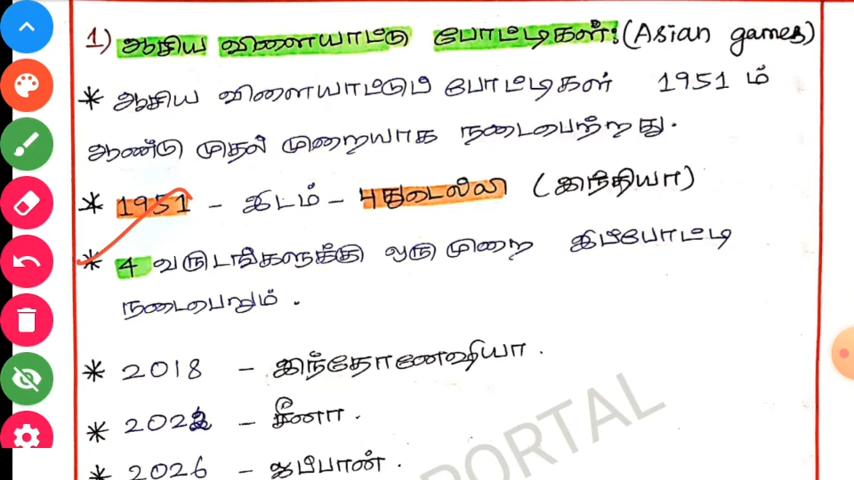 1) ஆசிய விளையாட்டு போட்டிகள்: (Asian games)
* ஆசிய விளையாட்டுப் போட்டிகள் 1951 ம்
ஆண்டு முதல் முறையாக நடைபெற்றது.
* 1951 - இடம் - புதுடெல்லி (இந்தியா)
* 4 வருடங்களுக்கு ஒரு முறை இப்போட்டி
நடைபெறும்.
* 2018 - இந்தோனேஷியா.
* 2022 - சீனா.
* 2026 - ஜப்பான்.
PORTAL